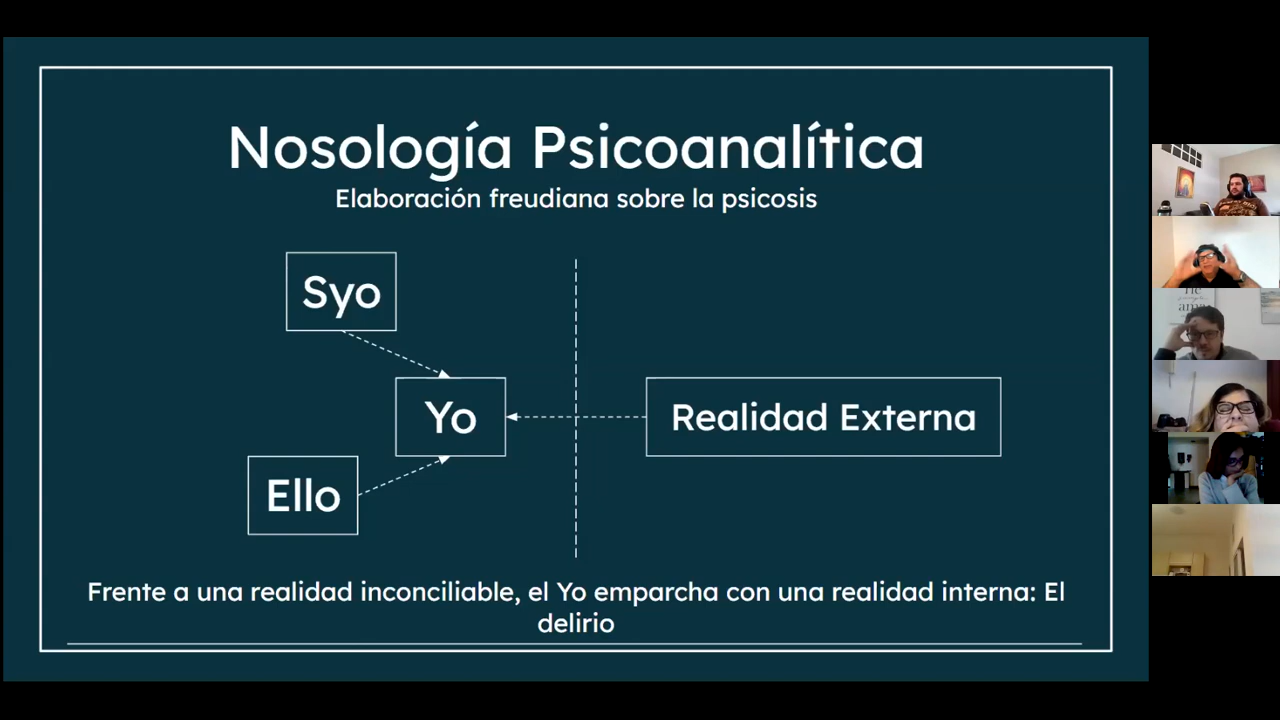 Nosología Psicoanalítica
Elaboración freudiana sobre la psicosis
Syo
Yo
Realidad Externa
Ello
Frente a una realidad inconciliable, el Yo emparcha con una realidad interna: El
delirio
ama